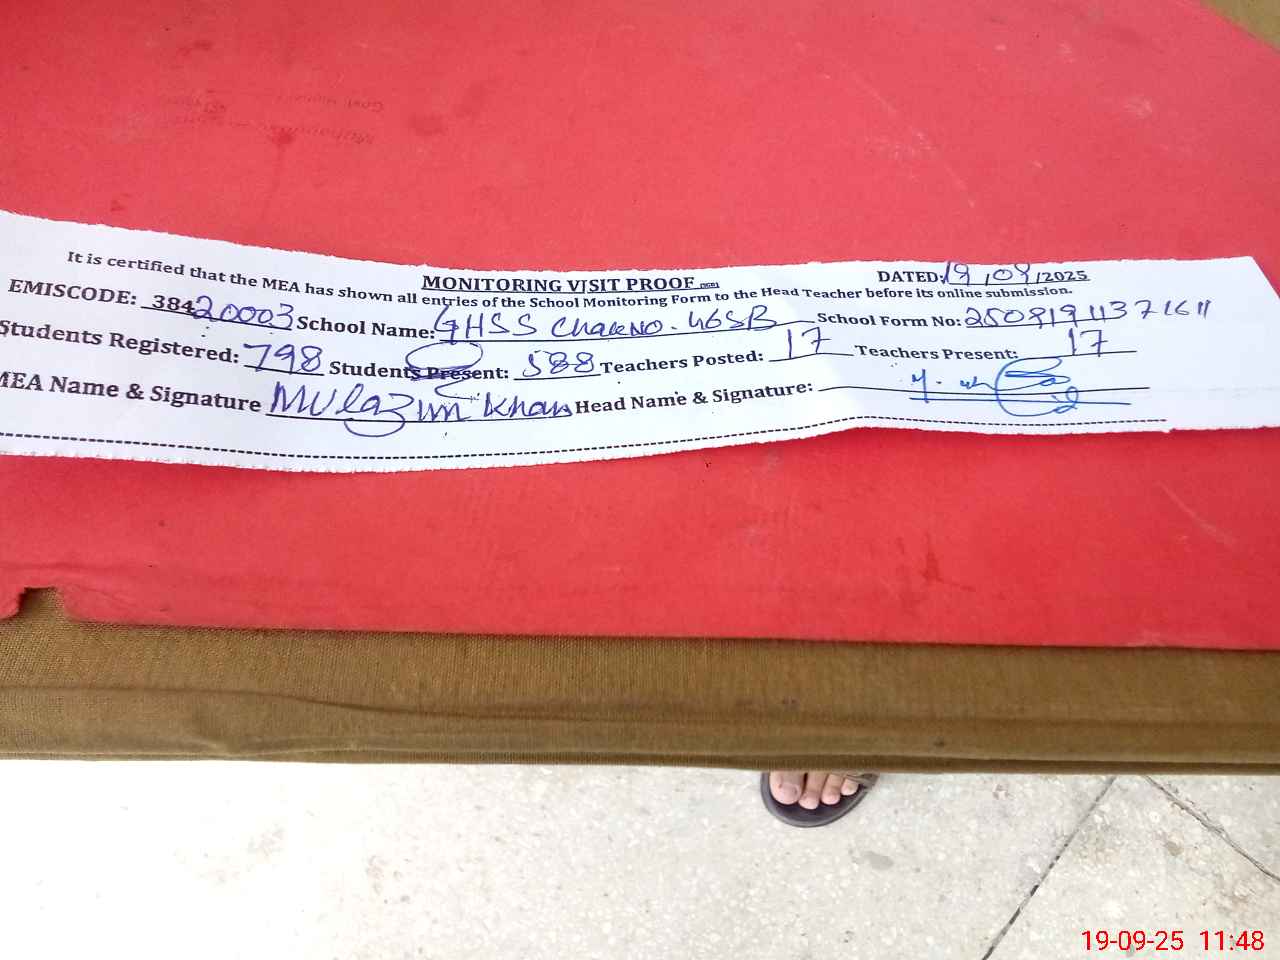 MONITORING VISIT PROOF
DATED: 19/09/2025
It is certified that the MEA has shown all entries of the School Monitoring Form to the Head Teacher before its online submission.
EMISCODE: 38420003 School Name: GHSS Chak No. 46SB School Form No:
Students Registered: 798 Students Present: 588 Teachers Posted: 17 Teachers Present: 17
MEA Name & Signature Mulazim Khan Head Name & Signature:
19-09-25 11:48